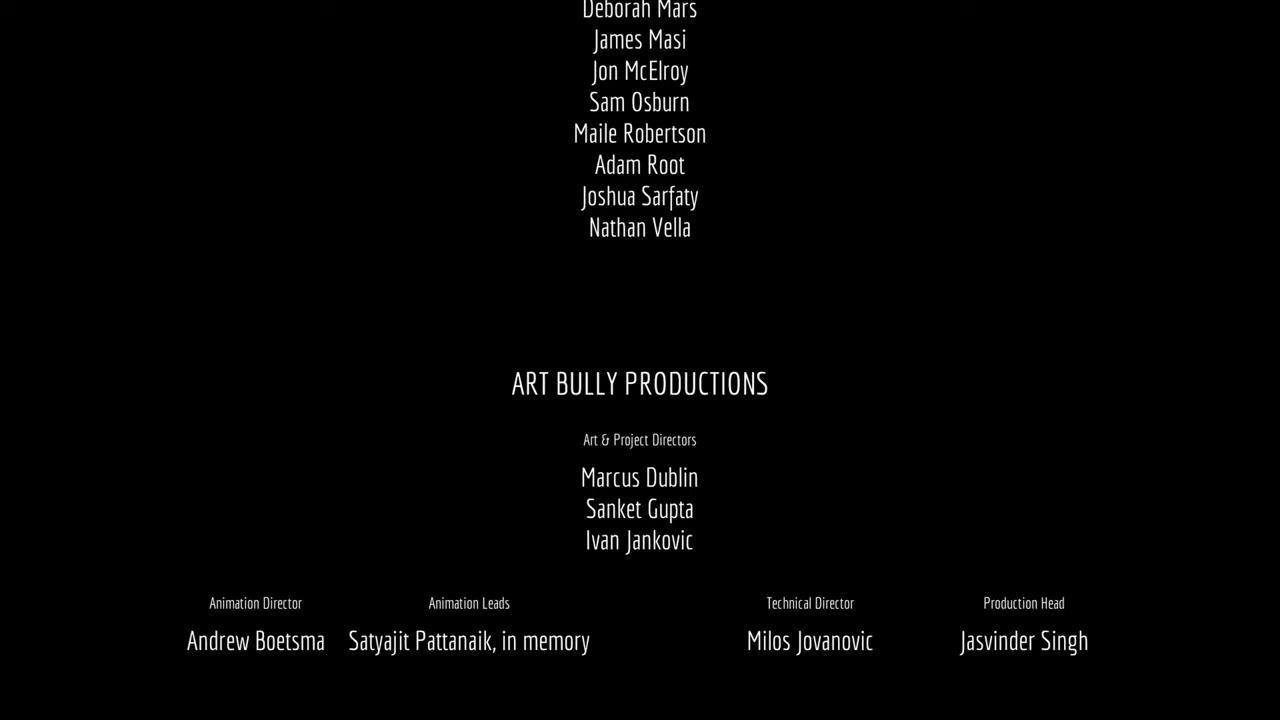 Deborah Mars
James Masi
Jon McElroy
Sam Osburn
Maile Robertson
Adam Root
Joshua Sarfaty
Nathan Vella
ART BULLY PRODUCTIONS
Art & Project Directors
Marcus Dublin
Sanket Gupta
Ivan Jankovic
Animation Director Animation Leads Technical Director Production Head
Andrew Boetsma Satyajit Pattanaik, in memory Milos Jovanovic Jasvinder Singh